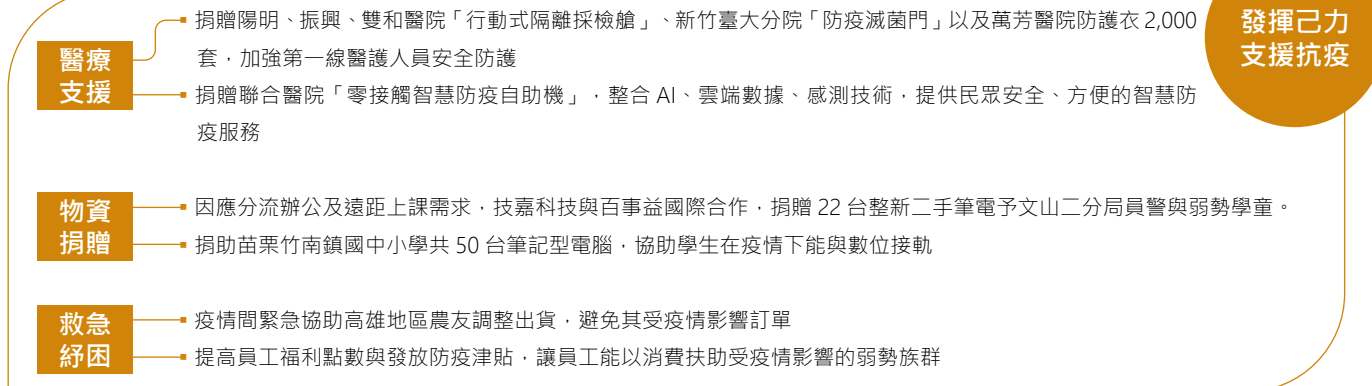 發揮己力
支援抗疫
醫療
支援
▪ 捐贈陽明、振興、雙和醫院「行動式隔離採檢艙」、新竹臺大分院「防疫滅菌門」以及萬芳醫院防護衣 2,000
套，加強第一線醫護人員安全防護
▪ 捐贈聯合醫院「零接觸智慧防疫自助機」，整合 AI、雲端數據、感測技術，提供民眾安全、方便的智慧防
疫服務
物資
捐贈
▪ 因應分流辦公及遠距上課需求，技嘉科技與百事益國際合作，捐贈 22 台整新二手筆電予文山二分局員警與弱勢學童。
▪ 捐助苗栗竹南鎮國中小學共 50 台筆記型電腦，協助學生在疫情下能與數位接軌
救急
紓困
▪ 疫情間緊急協助高雄地區農友調整出貨，避免其受疫情影響訂單
▪ 提高員工福利點數與發放防疫津貼，讓員工能以消費扶助受疫情影響的弱勢族群